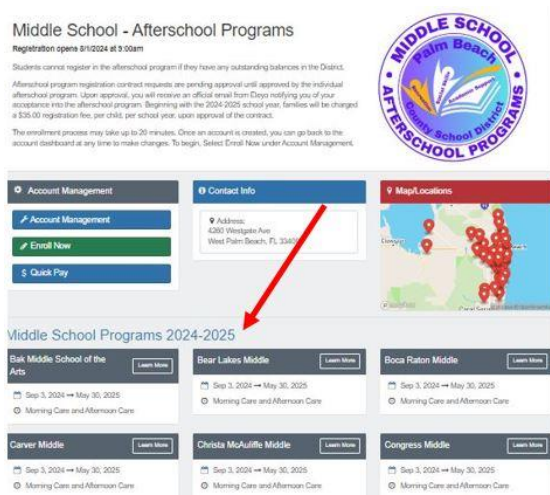 Middle School - Afterschool Programs
Registration opens 8/1/2024 at 9:00am
Students cannot register in the afterschool program if they have any outstanding balances in the District.
Afterschool program registration contract requests are pending approval until approved by the individual
afterschool program. Upon approval, you will receive an official email from Eleyo notifying you of your
acceptance into the afterschool program. Beginning with the 2024-2025 school year, families will be charged
a $35.00 registration fee, per child, per school year, upon approval of the contract.
The enrollment process may take up to 20 minutes. Once an account is created, you can go back to the
account dashboard at any time to make changes. To begin, Select Enroll Now under Account Management.
MIDDLE SCHOOL
Palm Beach
Academic Support
County School District
AFTERSCHOOL PROGRAMS
Account Management
Contact Info
Map/Locations
Account Management
Enroll Now
$ Quick Pay
Address:
4260 Westgate Ave
West Palm Beach, FL
Middle School Programs 2024-2025
Bak Middle School of the
Arts
Learn More
Sep 3, 2024 → May 30, 2025
Morning Care and Afternoon Care
Bear Lakes Middle
Learn More
Sep 3, 2024 → May 30, 2025
Morning Care and Afternoon Care
Boca Raton Middle
Learn More
Sep 3, 2024 → May 30, 2025
Morning Care and Afternoon Care
Carver Middle
Learn More
Sep 3, 2024 → May 30, 2025
Morning Care and Afternoon Care
Christa McAuliffe Middle
Learn More
Sep 3, 2024 → May 30, 2025
Morning Care and Afternoon Care
Congress Middle
Learn More
Sep 3, 2024 → May 30, 2025
Morning Care and Afternoon Care